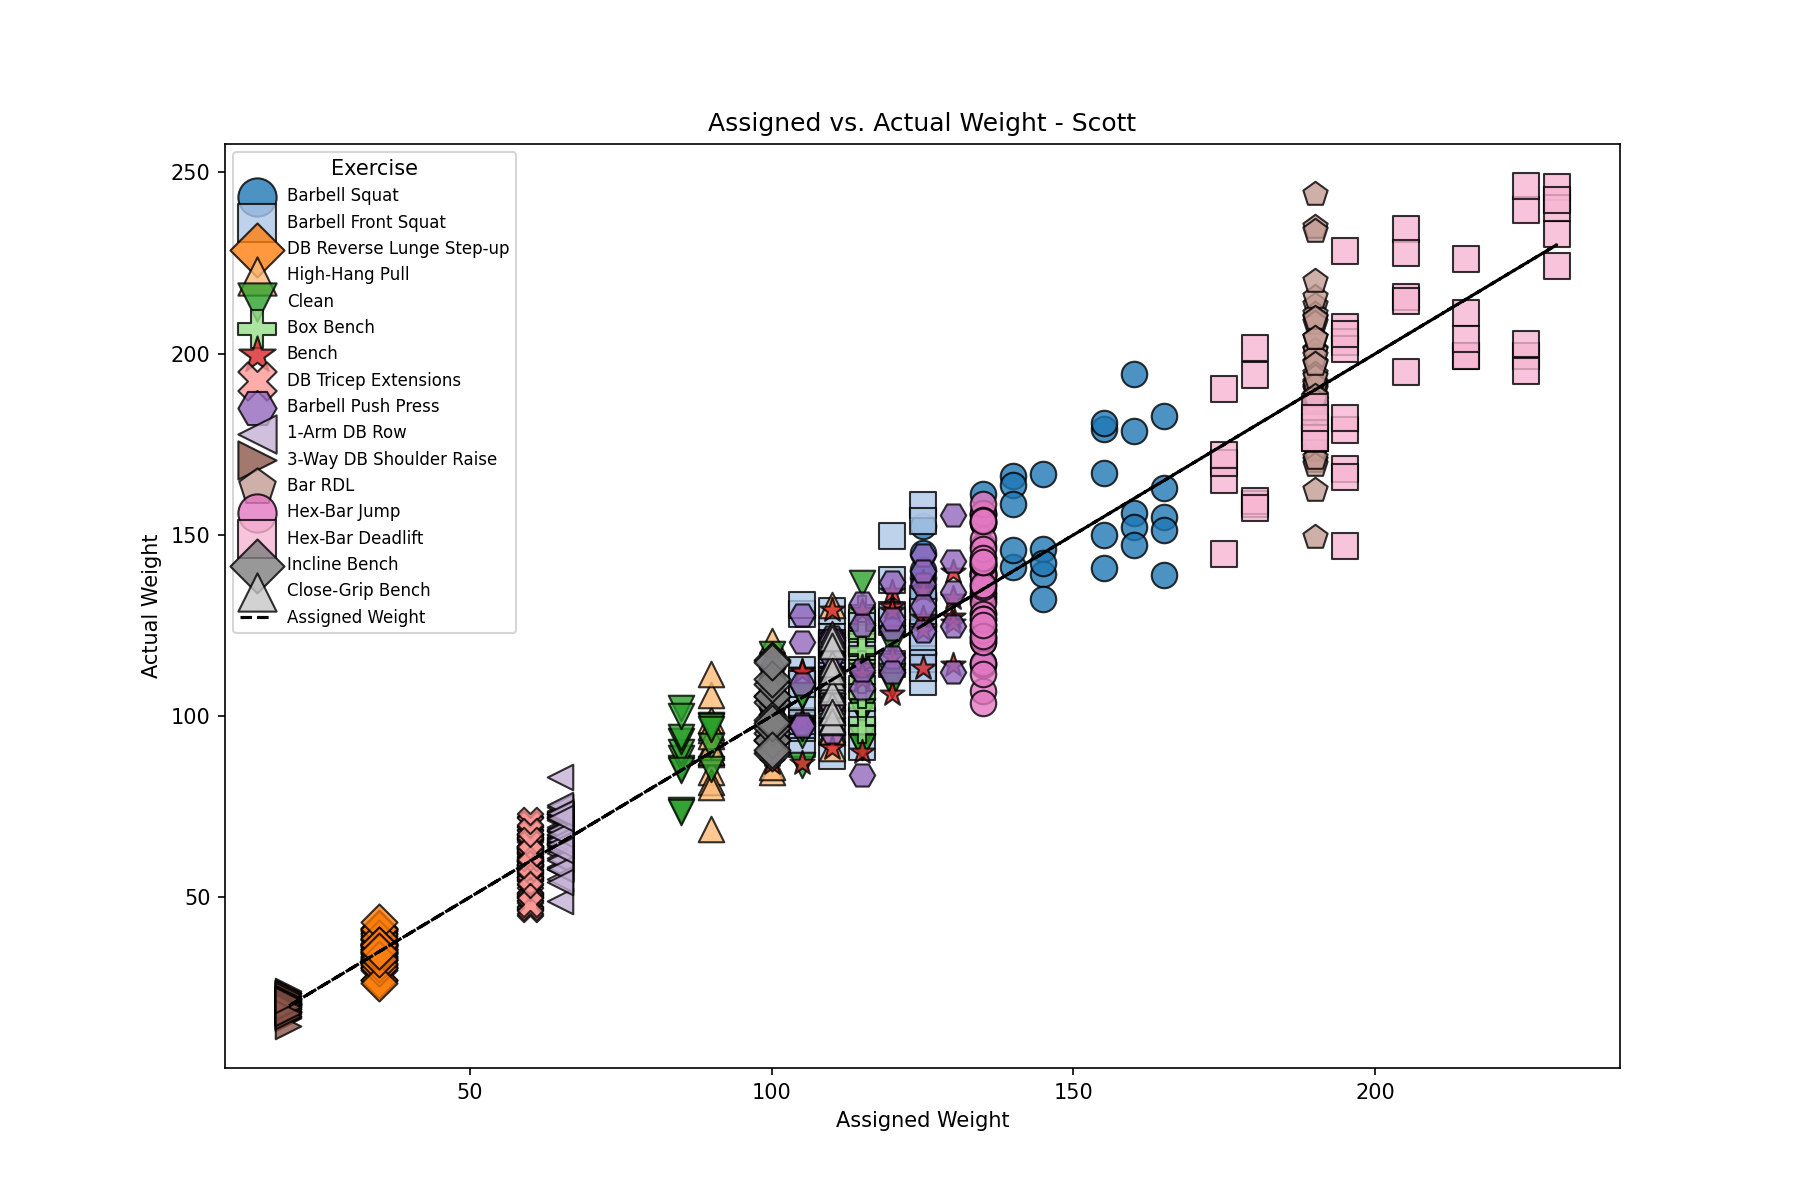 Assigned vs. Actual Weight - Scott
Exercise
Barbell Squat
Barbell Front Squat
DB Reverse Lunge Step-up
High-Hang Pull
Clean
Box Bench
Bench
DB Tricep Extensions
Barbell Push Press
1-Arm DB Row
3-Way DB Shoulder Raise
Bar RDL
Hex-Bar Jump
Hex-Bar Deadlift
Incline Bench
Close-Grip Bench
Assigned Weight
Actual Weight
250
200
150
100
50
50
100
150
200
Assigned Weight